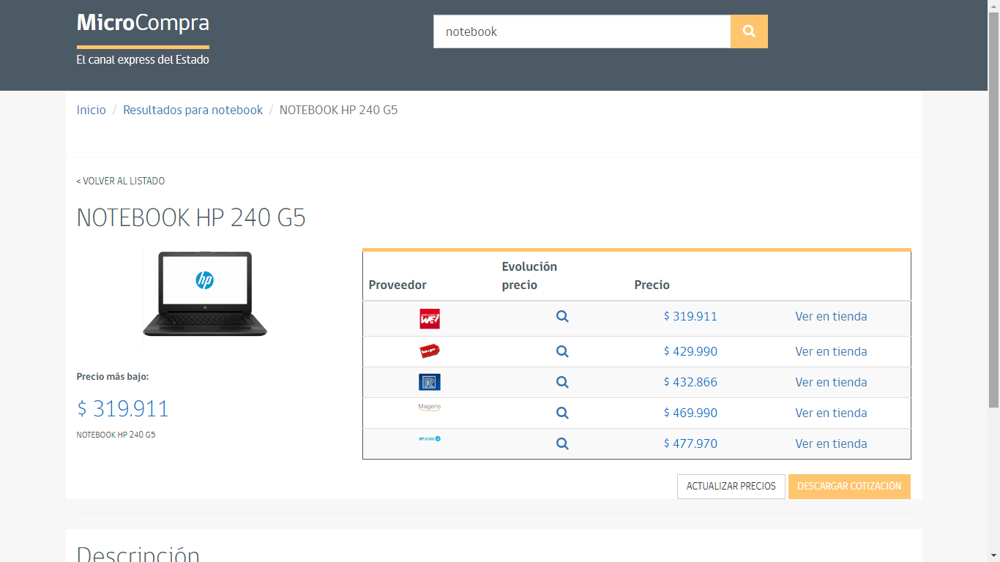 MicroCompra
El canal express del Estado
notebook
Inicio / Resultados para notebook / NOTEBOOK HP 240 G5
< VOLVER AL LISTADO
NOTEBOOK HP 240 G5
hp
Precio más bajo:
$ 319.911
NOTEBOOK HP 240 G5
Proveedor Evolución precio Precio
$ 319.911 Ver en tienda
$ 429.990 Ver en tienda
$ 432.866 Ver en tienda
Magens $ 469.990 Ver en tienda
$ 477.970 Ver en tienda
ACTUALIZAR PRECIOS DESCARGAR COTIZACIÓN
Descripción